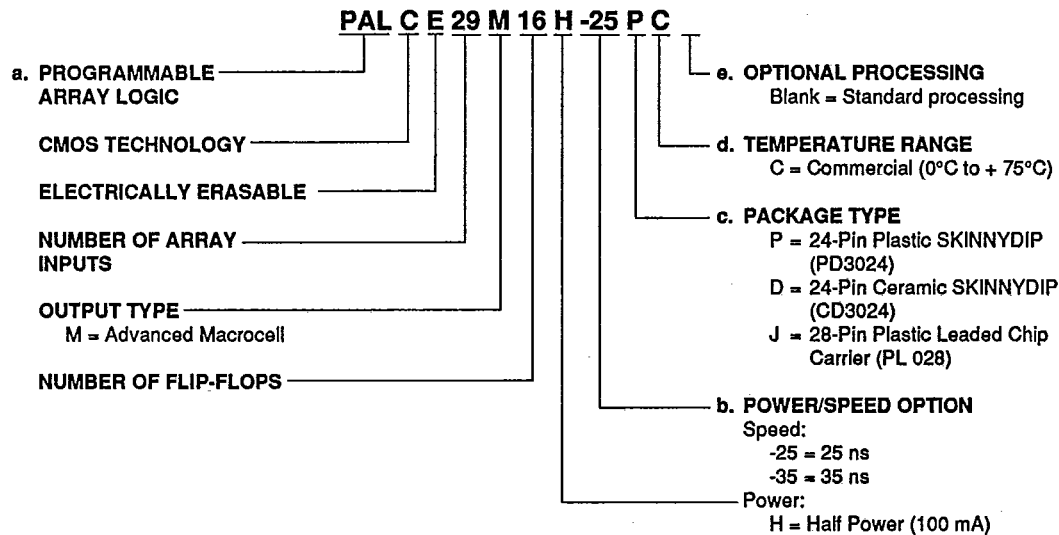 PAL C E 29 M 16 H -25 P C
a. PROGRAMMABLE
ARRAY LOGIC
CMOS TECHNOLOGY
ELECTRICALLY ERASABLE
NUMBER OF ARRAY
INPUTS
OUTPUT TYPE
M = Advanced Macrocell
NUMBER OF FLIP-FLOPS
e. OPTIONAL PROCESSING
Blank = Standard processing
d. TEMPERATURE RANGE
C = Commercial (0°C to + 75°C)
c. PACKAGE TYPE
P = 24-Pin Plastic SKINNYDIP
(PD3024)
D = 24-Pin Ceramic SKINNYDIP
(CD3024)
J = 28-Pin Plastic Leaded Chip
Carrier (PL 028)
b. POWER/SPEED OPTION
Speed:
-25 = 25 ns
-35 = 35 ns
Power:
H = Half Power (100 mA)